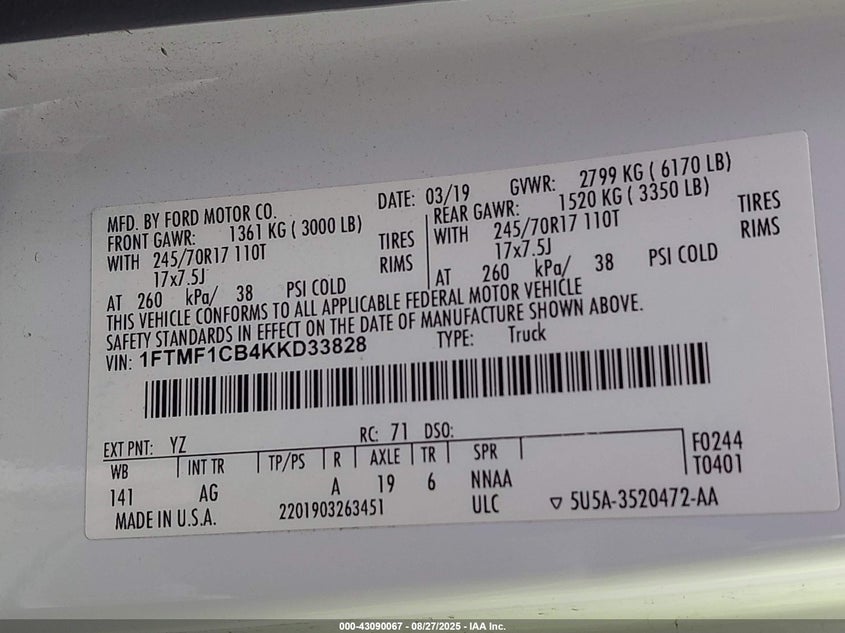 MFD. BY FORD MOTOR CO. DATE: 03/19 GVWR: 2799 KG ( 6170 LB)
FRONT GAWR: 1361 KG ( 3000 LB) REAR GAWR: 1520 KG ( 3350 LB)
WITH 245/70R17 110T TIRES WITH 245/70R17 110T TIRES
17x7.5J RIMS 17x7.5J RIMS
AT 260 kPa/ 38 PSI COLD AT 260 kPa/ 38 PSI COLD
THIS VEHICLE CONFORMS TO ALL APPLICABLE FEDERAL MOTOR VEHICLE
SAFETY STANDARDS IN EFFECT ON THE DATE OF MANUFACTURE SHOWN ABOVE.
VIN: 1FTMF1CB4KKD33828 TYPE: Truck
EXT PNT: YZ RC: 71 DSO:
WB INT TR TP/PS R AXLE TR SPR F0244
141 AG A 19 6 NNAA T0401
MADE IN U.S.A. 2201903263451 ULC ▽ 5U5A-3520472-AA
000-43090067 - 08/27/2025 - IAA Inc.